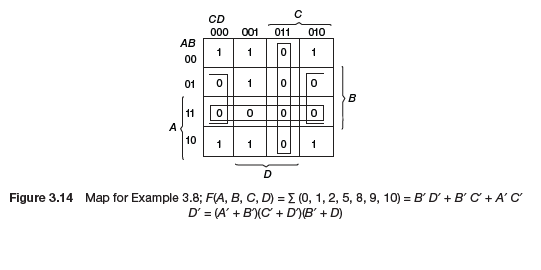 CD
C
000 001 011 010
AB
00 1 1 0 1
01 0 1 0 0
B
11 0 0 0 0
A
10 1 1 0 1
D
Figure 3.14 Map for Example 3.8; F(A, B, C, D) = Σ (0, 1, 2, 5, 8, 9, 10) = B′ D′ + B′ C′ + A′ C′
D′ = (A′ + B′)(C′ + D′)(B′ + D)